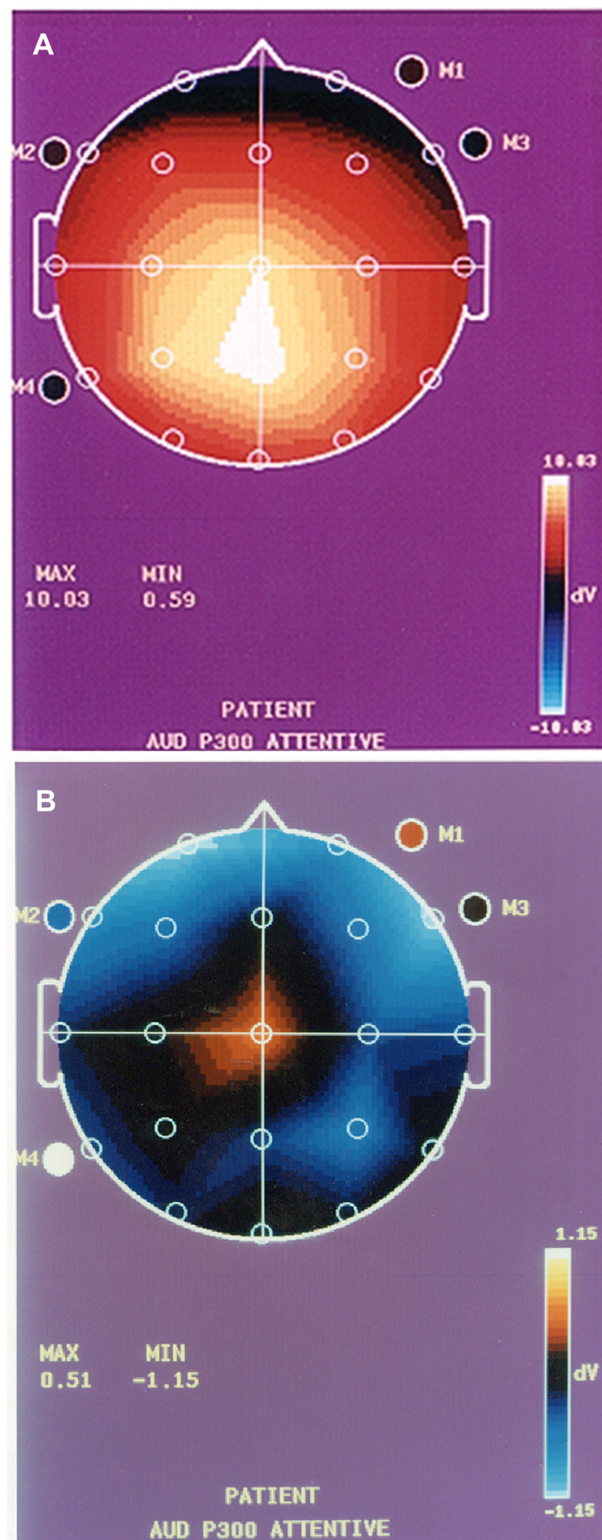 A
M1
M2
M3
M4
10.03
dV
-10.03
MAX MIN
10.03 0.59
PATIENT
AUD P300 ATTENTIVE
B
M1
M2
M3
M4
1.15
dV
-1.15
MAX MIN
0.51 -1.15
PATIENT
AUD P300 ATTENTIVE